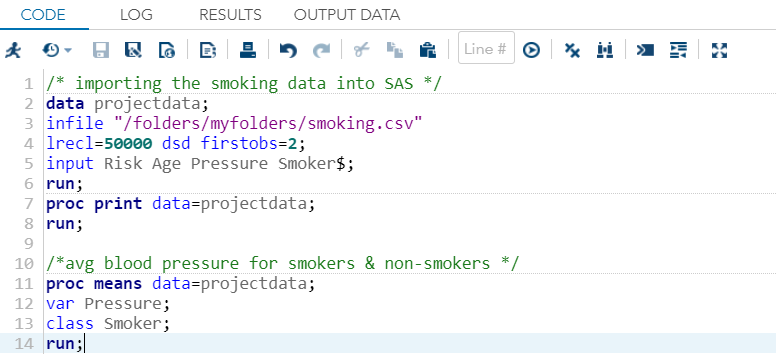 CODE LOG RESULTS OUTPUT DATA
Line #
1 /* importing the smoking data into SAS */
2 data projectdata;
3 infile "/folders/myfolders/smoking.csv"
4 lrecl=50000 dsd firstobs=2;
5 input Risk Age Pressure Smoker$;
6 run;
7 proc print data=projectdata;
8 run;
9
10 /*avg blood pressure for smokers & non-smokers */
11 proc means data=projectdata;
12 var Pressure;
13 class Smoker;
14 run;